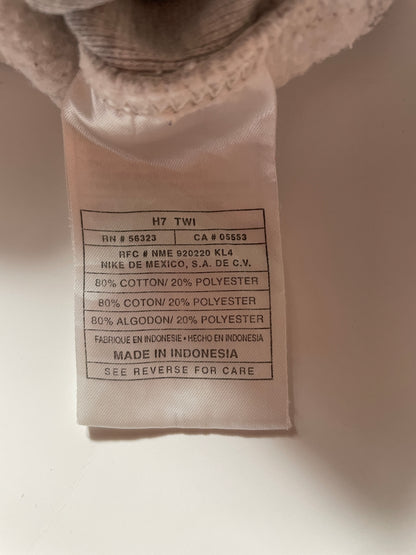 H7 TWI
RN # 56323 CA # 05553
RFC # NME 920220 KL4
NIKE DE MEXICO, S.A. DE C.V.
80% COTTON/ 20% POLYESTER
80% COTON/ 20% POLYESTER
80% ALGODON/ 20% POLYESTER
FABRIQUE EN INDONESIE • HECHO EN INDONESIA
MADE IN INDONESIA
SEE REVERSE FOR CARE